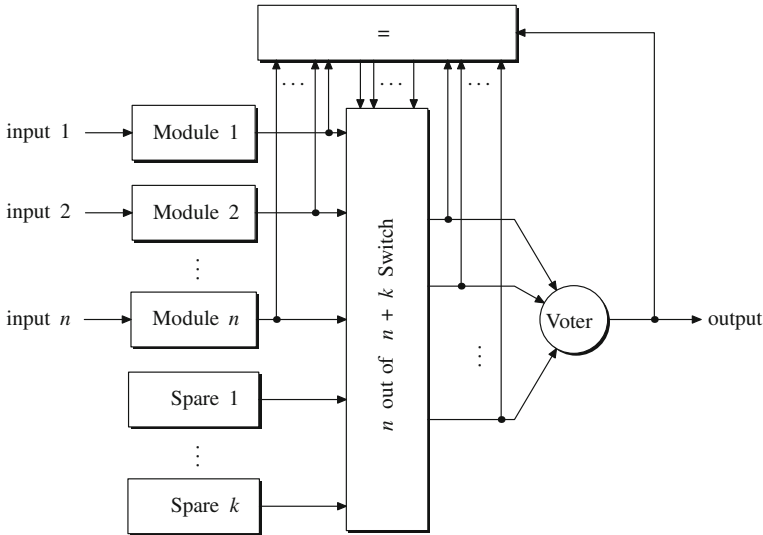 =
. . .
. . .
. . .
input 1
Module 1
input 2
Module 2
⋮
input n
Module n
Spare 1
⋮
Spare k
n out of n + k Switch
⋮
Voter
output